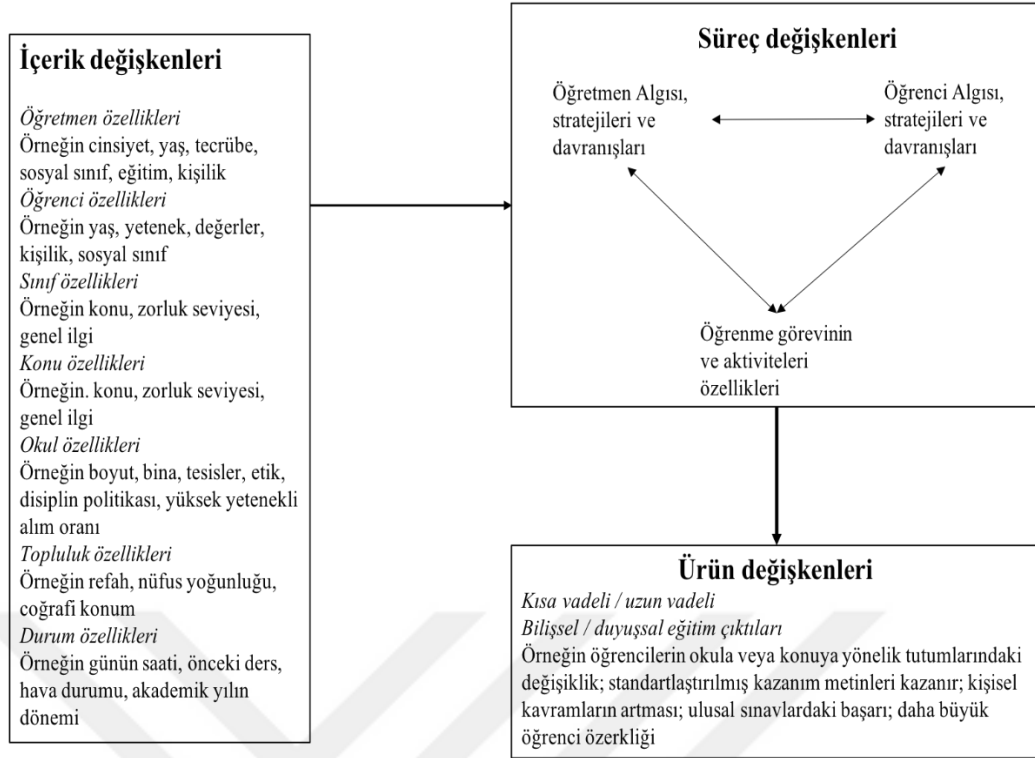 İçerik değişkenleri
Öğretmen özellikleri
Örneğin cinsiyet, yaş, tecrübe,
sosyal sınıf, eğitim, kişilik
Öğrenci özellikleri
Örneğin yaş, yetenek, değerler,
kişilik, sosyal sınıf
Sınıf özellikleri
Örneğin konu, zorluk seviyesi,
genel ilgi
Konu özellikleri
Örneğin. konu, zorluk seviyesi,
genel ilgi
Okul özellikleri
Örneğin boyut, bina, tesisler, etik,
disiplin politikası, yüksek yetenekli
alım oranı
Topluluk özellikleri
Örneğin refah, nüfus yoğunluğu,
coğrafi konum
Durum özellikleri
Örneğin günün saati, önceki ders,
hava durumu, akademik yılın
dönemi
Süreç değişkenleri
Öğretmen Algısı,
stratejileri ve
davranışları
Öğrenci Algısı,
stratejileri ve
davranışları
Öğrenme görevinin
ve aktiviteleri
özellikleri
Ürün değişkenleri
Kısa vadeli / uzun vadeli
Bilişsel / duyuşsal eğitim çıktıları
Örneğin öğrencilerin okula veya konuya yönelik tutumlarındaki
değişiklik; standartlaştırılmış kazanım metinleri kazanır; kişisel
kavramların artması; ulusal sınavlardaki başarı; daha büyük
öğrenci özerkliği